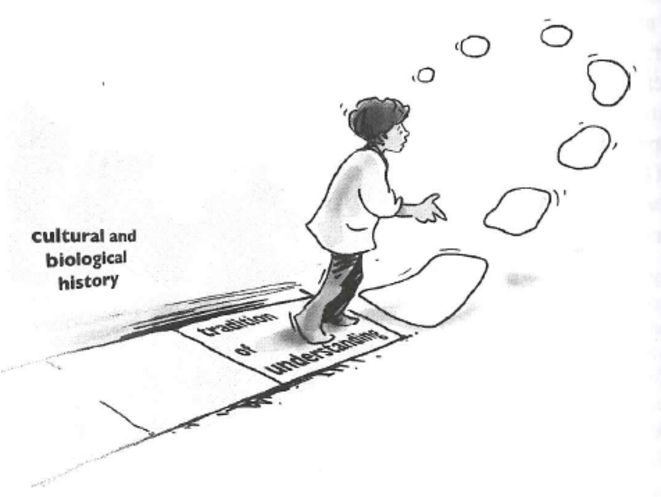 cultural and
biological
history
tradition
of
understanding